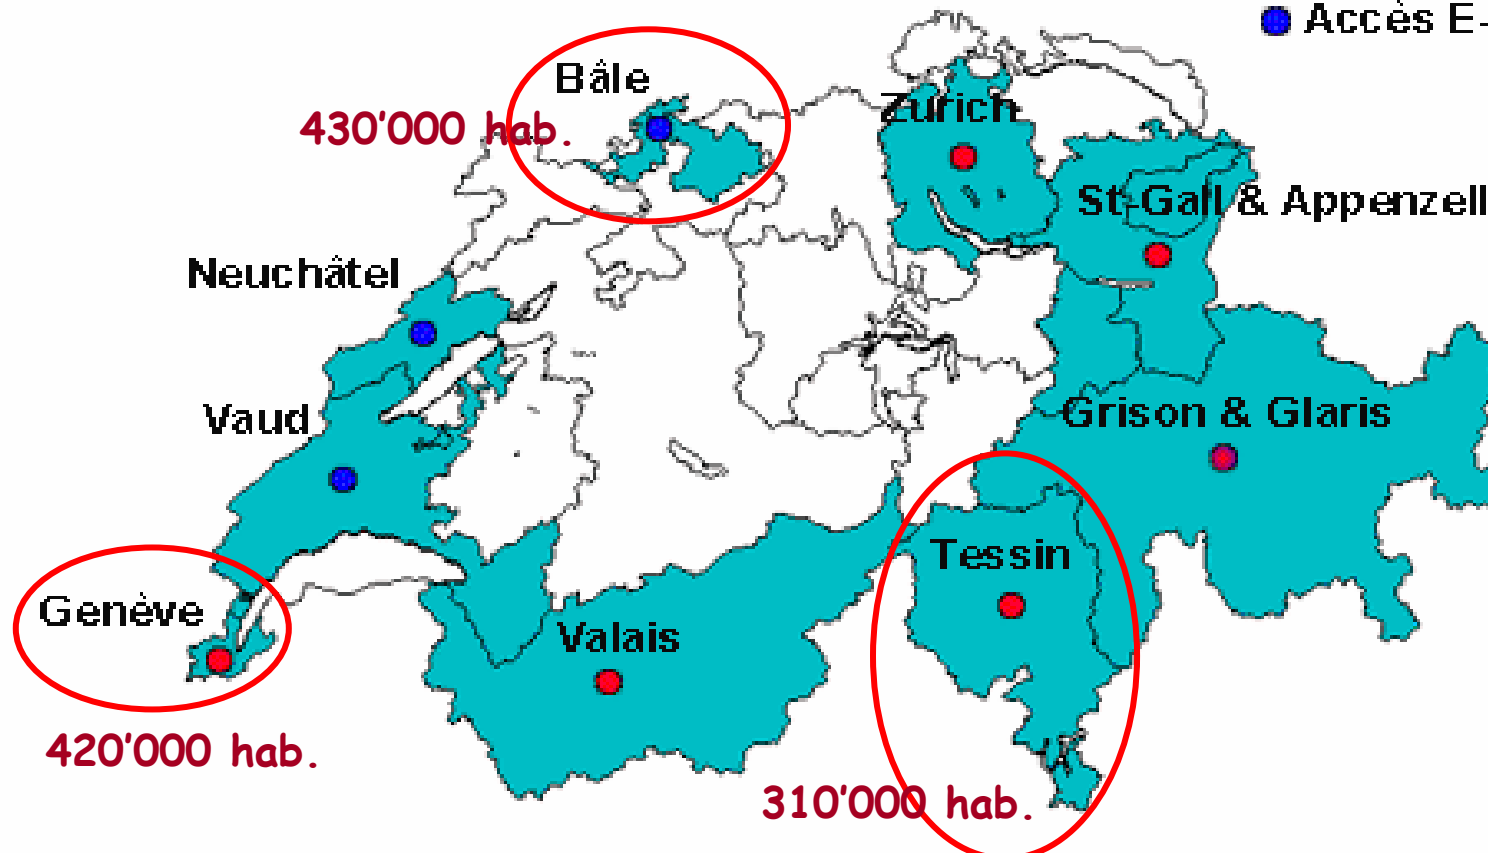 Accès E-
Bâle
430'000 hab.
Zurich
St-Gall & Appenzell
Neuchâtel
Vaud
Grison & Glaris
Tessin
Genève
Valais
420'000 hab.
310'000 hab.